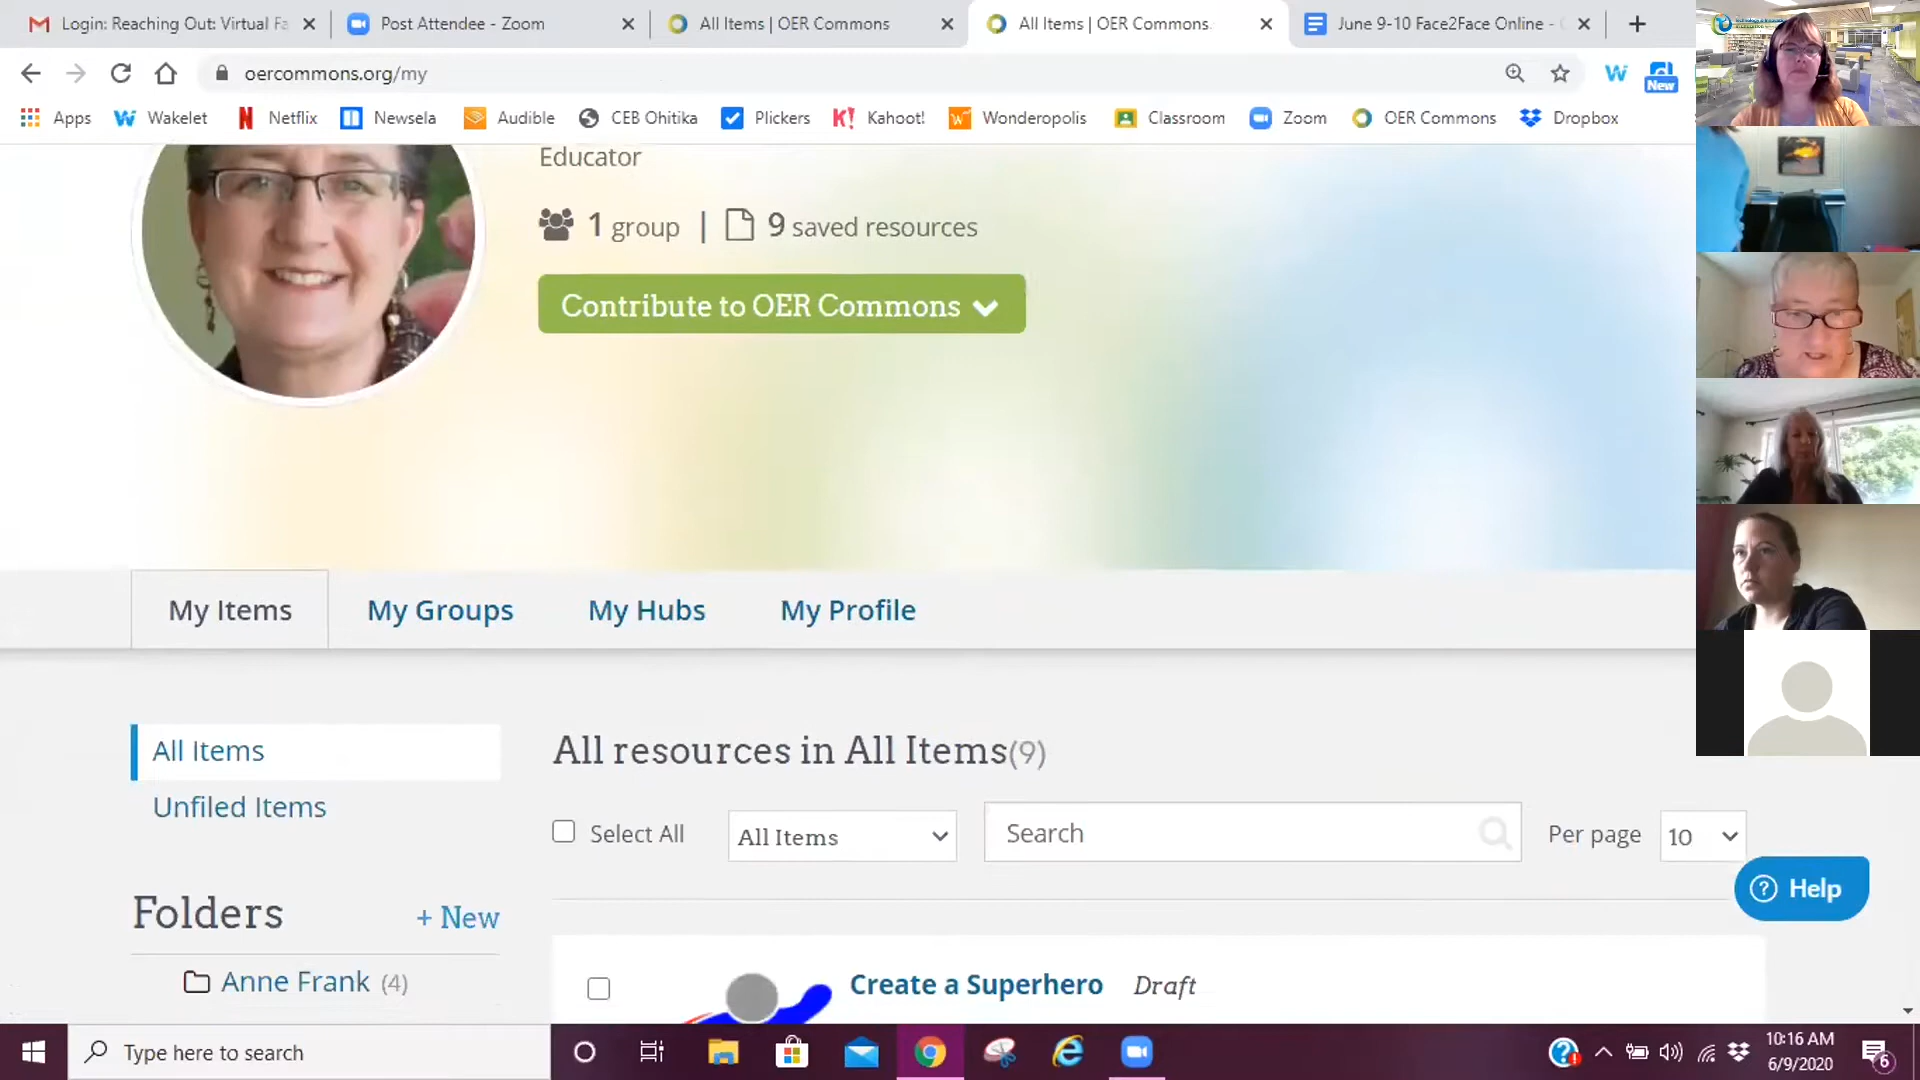 Login: Reaching Out: Virtual Fa
Post Attendee - Zoom
All Items | OER Commons
All Items | OER Commons
June 9-10 Face2Face Online -
oercommons.org/my
New
Apps
Wakelet
Netflix
Newsela
Audible
CEB Ohitika
Plickers
Kahoot!
Wonderopolis
Classroom
Zoom
OER Commons
Dropbox
Educator
1 group | 9 saved resources
Contribute to OER Commons
My Items
My Groups
My Hubs
My Profile
All Items
Unfiled Items
Folders
+ New
Anne Frank (4)
All resources in All Items(9)
Select All
All Items
Search
Per page
10
Help
Create a Superhero Draft
Type here to search
10:16 AM
6/9/2020
6